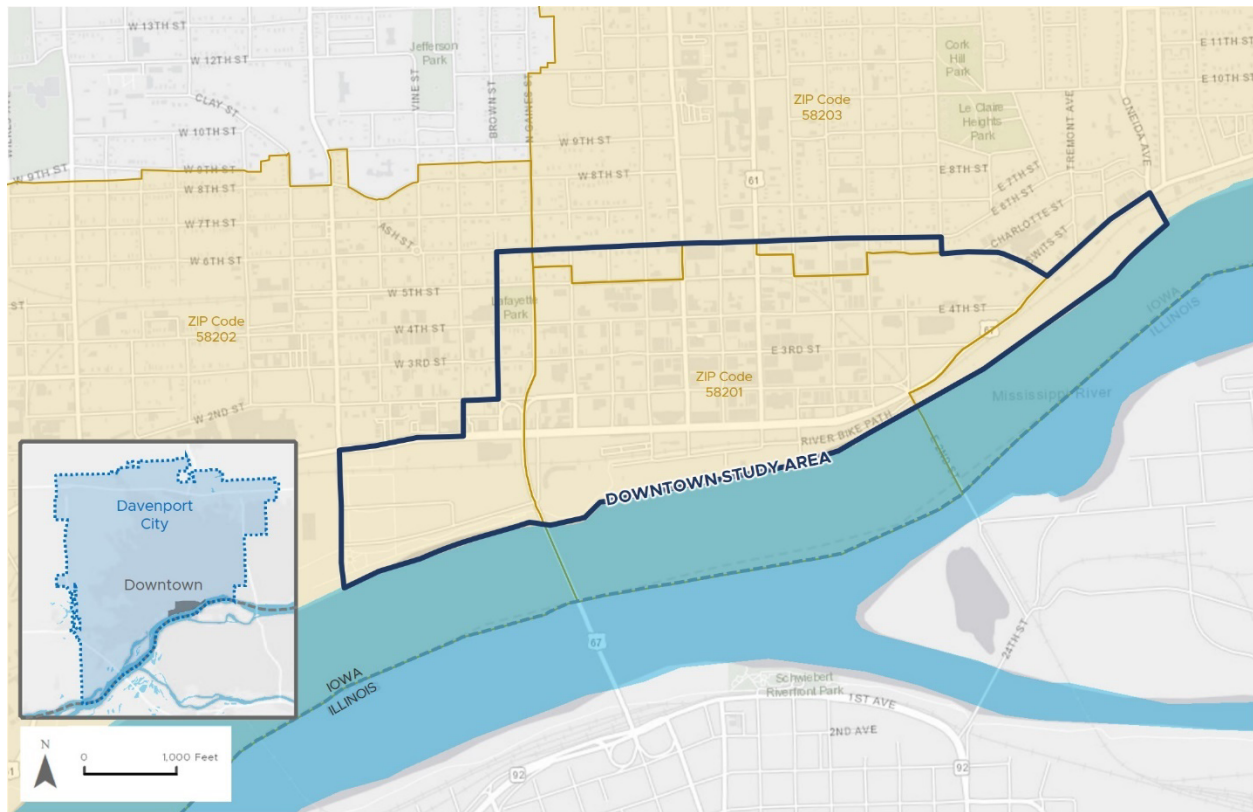 W 13TH ST
W 12TH ST
Jefferson
Park
Cork
Hill
Park
E 11TH ST
E 10TH ST
CLAY ST
VINE ST
BROWN ST
N GAINES ST
ZIP Code
58203
Le Claire
Heights
Park
TREMONT AVE
ONEIDA AVE
W 10TH ST
W 9TH ST
W 9TH ST
W 8TH ST
W 8TH ST
61
E 8TH ST
E 7TH ST
E 6TH ST
W 7TH ST
ASH ST
CHARLOTTE ST
W 6TH ST
W 5TH ST
Lafayette
Park
ZIP Code
58202
W 4TH ST
E 4TH ST
67
IOWA
ILLINOIS
W 3RD ST
E 3RD ST
ZIP Code
58201
Mississippi River
W 2ND ST
RIVER BIKE PATH
DOWNTOWN STUDY AREA
Davenport
City
Downtown
IOWA
ILLINOIS
67
24TH ST
Schwiebert
Riverfront Park
1ST AVE
2ND AVE
92
92
N
0
1,000 Feet